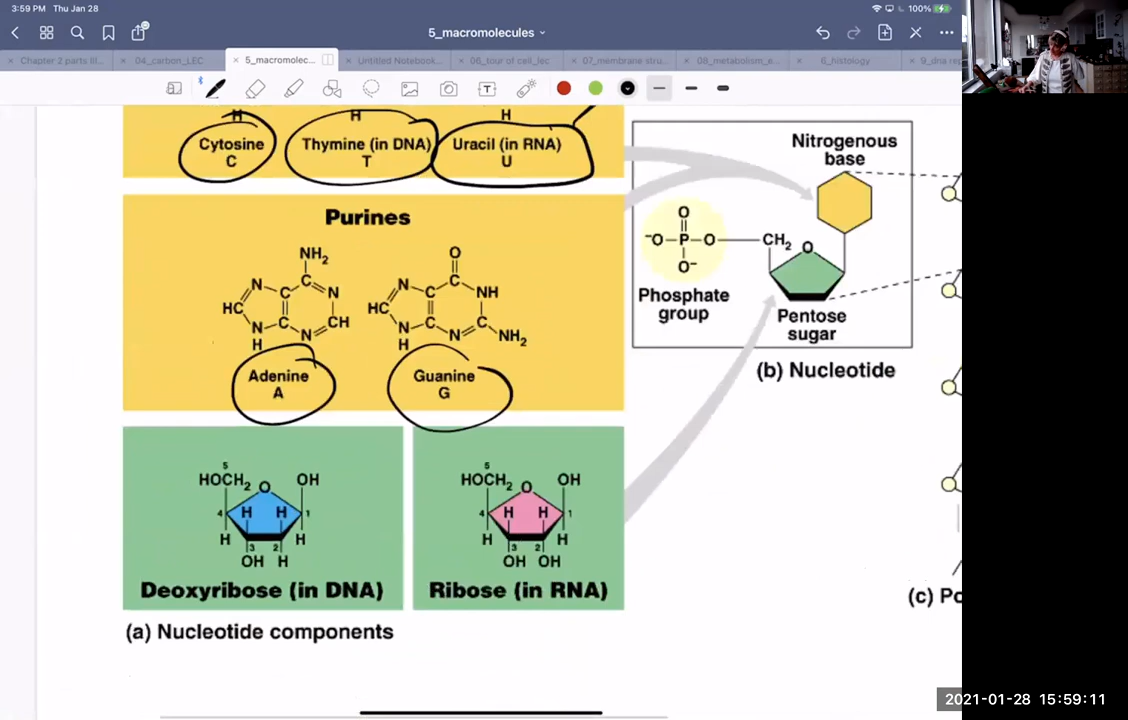 3:59 PM Thu Jan 28
100%
5_macromolecules
Chapter 2 parts III...
04_carbon_LEC
5_macromolec...
Untitled Notebook...
06_tour of cell_lec
07_membrane stru...
08_metabolism_e...
6_histology
9_dna rep
H H H
Cytosine
C
Thymine (in DNA)
T
Uracil (in RNA)
U
Purines
NH2
N C N
HC C C CH
N N
H
Adenine
A
O
N C NH
HC C C C
N N NH2
H
Guanine
G
5
HOCH2 O OH
4 H H 1
H 3 2 H
OH H
Deoxyribose (in DNA)
5
HOCH2 O OH
4 H H 1
H 3 2 H
OH OH
Ribose (in RNA)
(a) Nucleotide components
Nitrogenous
base
O
-O P O CH2 O
O-
Phosphate
group
Pentose
sugar
(b) Nucleotide
(c) Po
2021-01-28 15:59:11